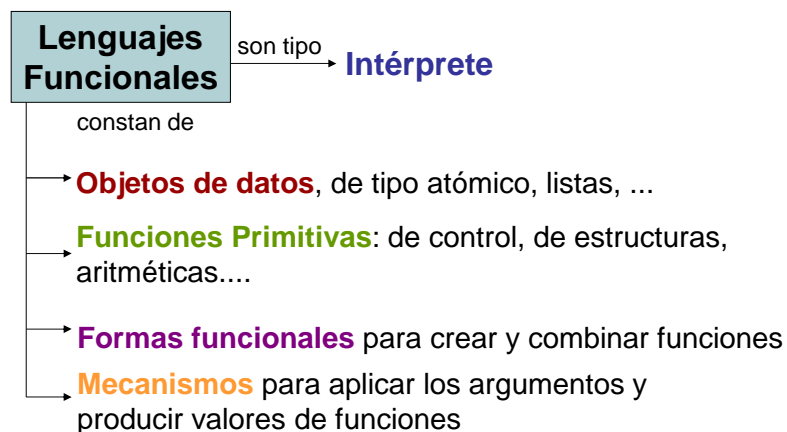 Lenguajes
Funcionales
son tipo
Intérprete
constan de
Objetos de datos, de tipo atómico, listas, ...
Funciones Primitivas: de control, de estructuras,
aritméticas....
Formas funcionales para crear y combinar funciones
Mecanismos para aplicar los argumentos y
producir valores de funciones